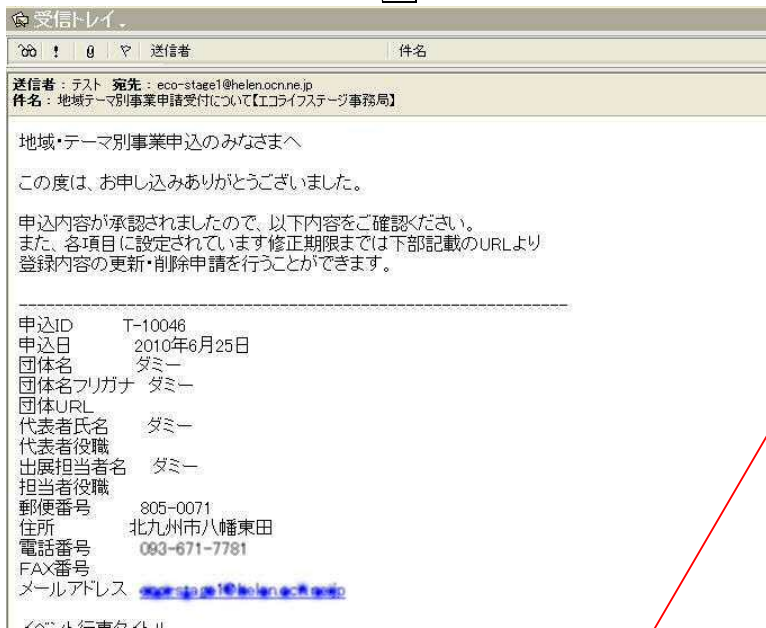 受信トレイ.
! 送信者 件名
送信者：テスト 宛先：eco-stage1@helen.ocn.ne.jp
件名：地域テーマ別事業申請受付について【エコライフステージ事務局】
地域・テーマ別事業申込のみなさまへ
この度は、お申し込みありがとうございました。
申込内容が承認されましたので、以下内容をご確認ください。
また、各項目に設定されています修正期限までは下部記載のURLより
登録内容の更新・削除申請を行うことができます。
--------------------------------------------------------------
申込ID T-10046
申込日 2010年6月25日
団体名 ダミー
団体名フリガナ ダミー
団体URL
代表者氏名 ダミー
代表者役職
出展担当者名 ダミー
担当者役職
郵便番号 805-0071
住所 北九州市八幡東田
電話番号 093-671-7781
FAX番号
メールアドレス
イベント行事タイトル